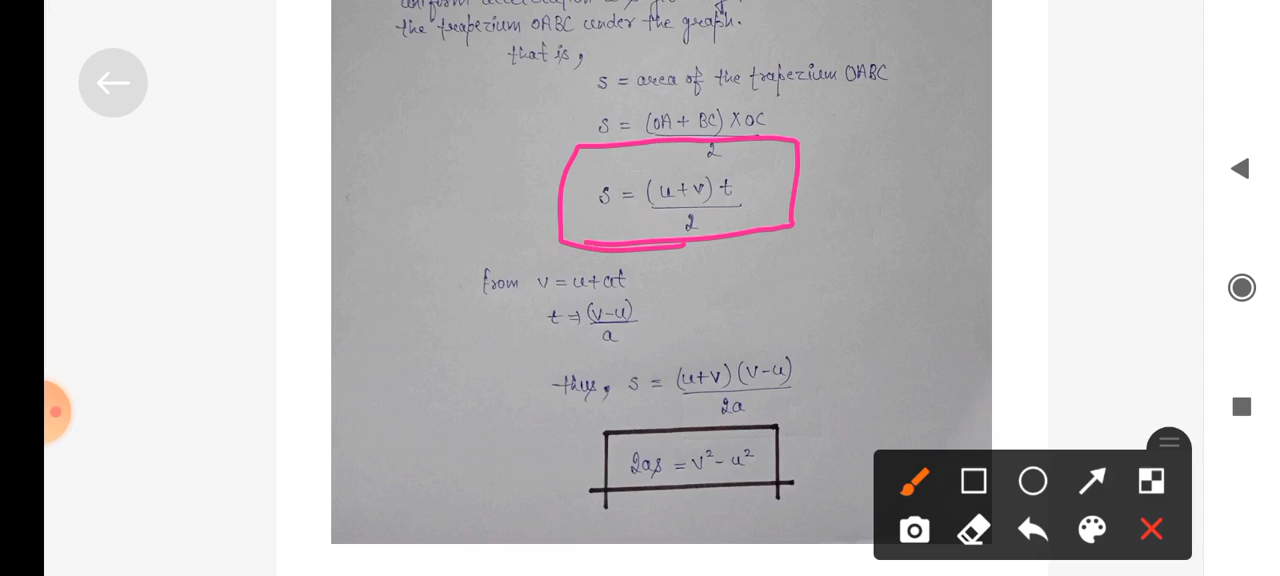 the trapezium OABC under the graph.
that is,
s = area of the trapezium OABC
s = (OA + BC) X OC
2
s = (u+v) t
2
from v = u+at
t ⇒ (v-u)
a
thus, s = (u+v) (v-u)
2a
2as = v² - u²